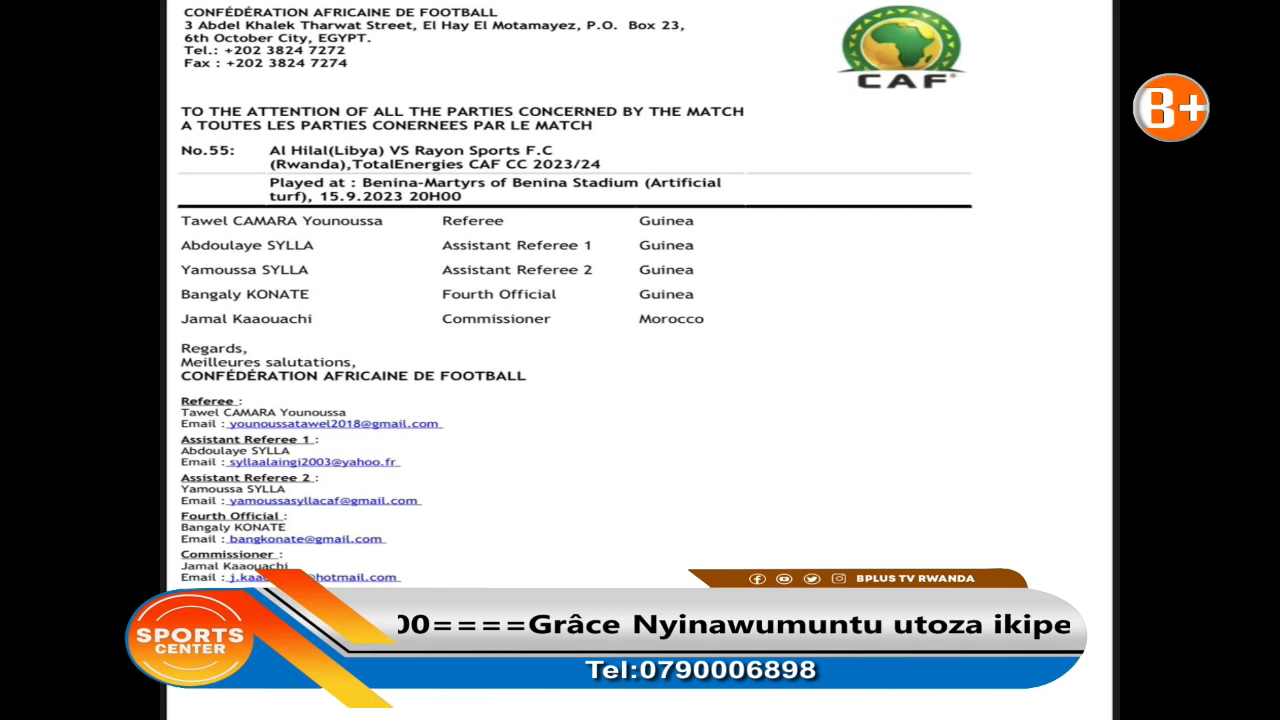 CONFÉDÉRATION AFRICAINE DE FOOTBALL
3 Abdel Khalek Tharwat Street, El Hay El Motamayez, P.O. Box 23,
6th October City, EGYPT.
Tel.: +202 3824 7272
Fax : +202 3824 7274
CAF
B+
TO THE ATTENTION OF ALL THE PARTIES CONCERNED BY THE MATCH
A TOUTES LES PARTIES CONERNEES PAR LE MATCH
No.55: Al Hilal(Libya) VS Rayon Sports F.C
(Rwanda),TotalEnergies CAF CC 2023/24
Played at : Benina-Martyrs of Benina Stadium (Artificial
turf), 15.9.2023 20H00
Tawel CAMARA Younoussa Referee Guinea
Abdoulaye SYLLA Assistant Referee 1 Guinea
Yamoussa SYLLA Assistant Referee 2 Guinea
Bangaly KONATE Fourth Official Guinea
Jamal Kaaouachi Commissioner Morocco
Regards,
Meilleures salutations,
CONFÉDÉRATION AFRICAINE DE FOOTBALL
Referee :
Tawel CAMARA Younoussa
Email : younoussatawel2018@gmail.com
Assistant Referee 1 :
Abdoulaye SYLLA
Email : syllaalaingi2003@yahoo.fr
Assistant Referee 2 :
Yamoussa SYLLA
Email : yamoussasyllacaf@gmail.com
Fourth Official :
Bangaly KONATE
Email : bangkonate@gmail.com
Commissioner :
Jamal Kaaouachi
Email : @hotmail.com
BPLUS TV RWANDA
SPORTS
CENTER
00====Grâce Nyinawumuntu utoza ikipe
Tel:0790006898